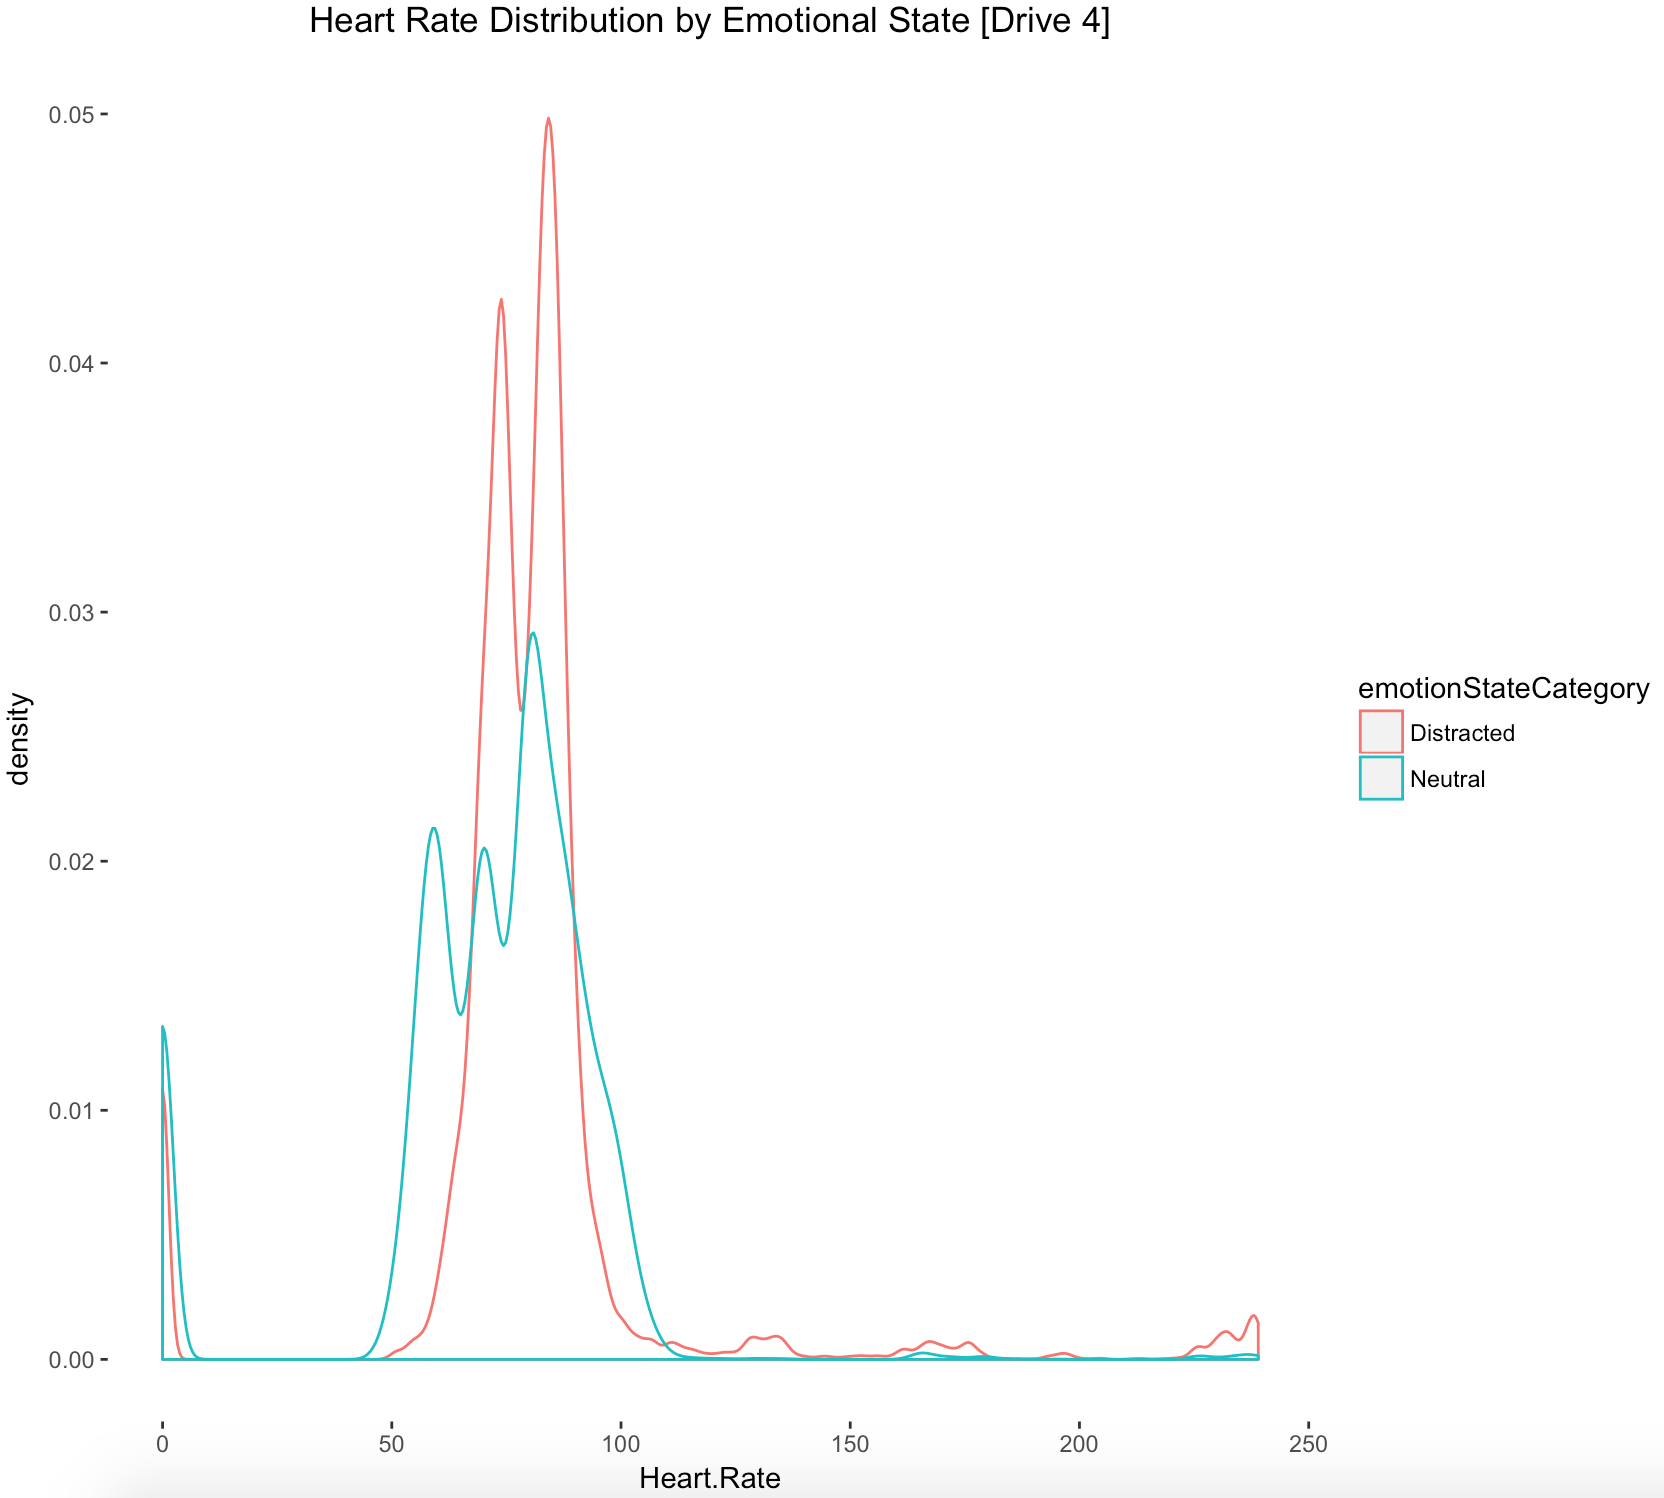 Heart Rate Distribution by Emotional State [Drive 4]
0.05
0.04
0.03
0.02
0.01
0.00
density
0
50
100
150
200
250
Heart.Rate
emotionStateCategory
Distracted
Neutral